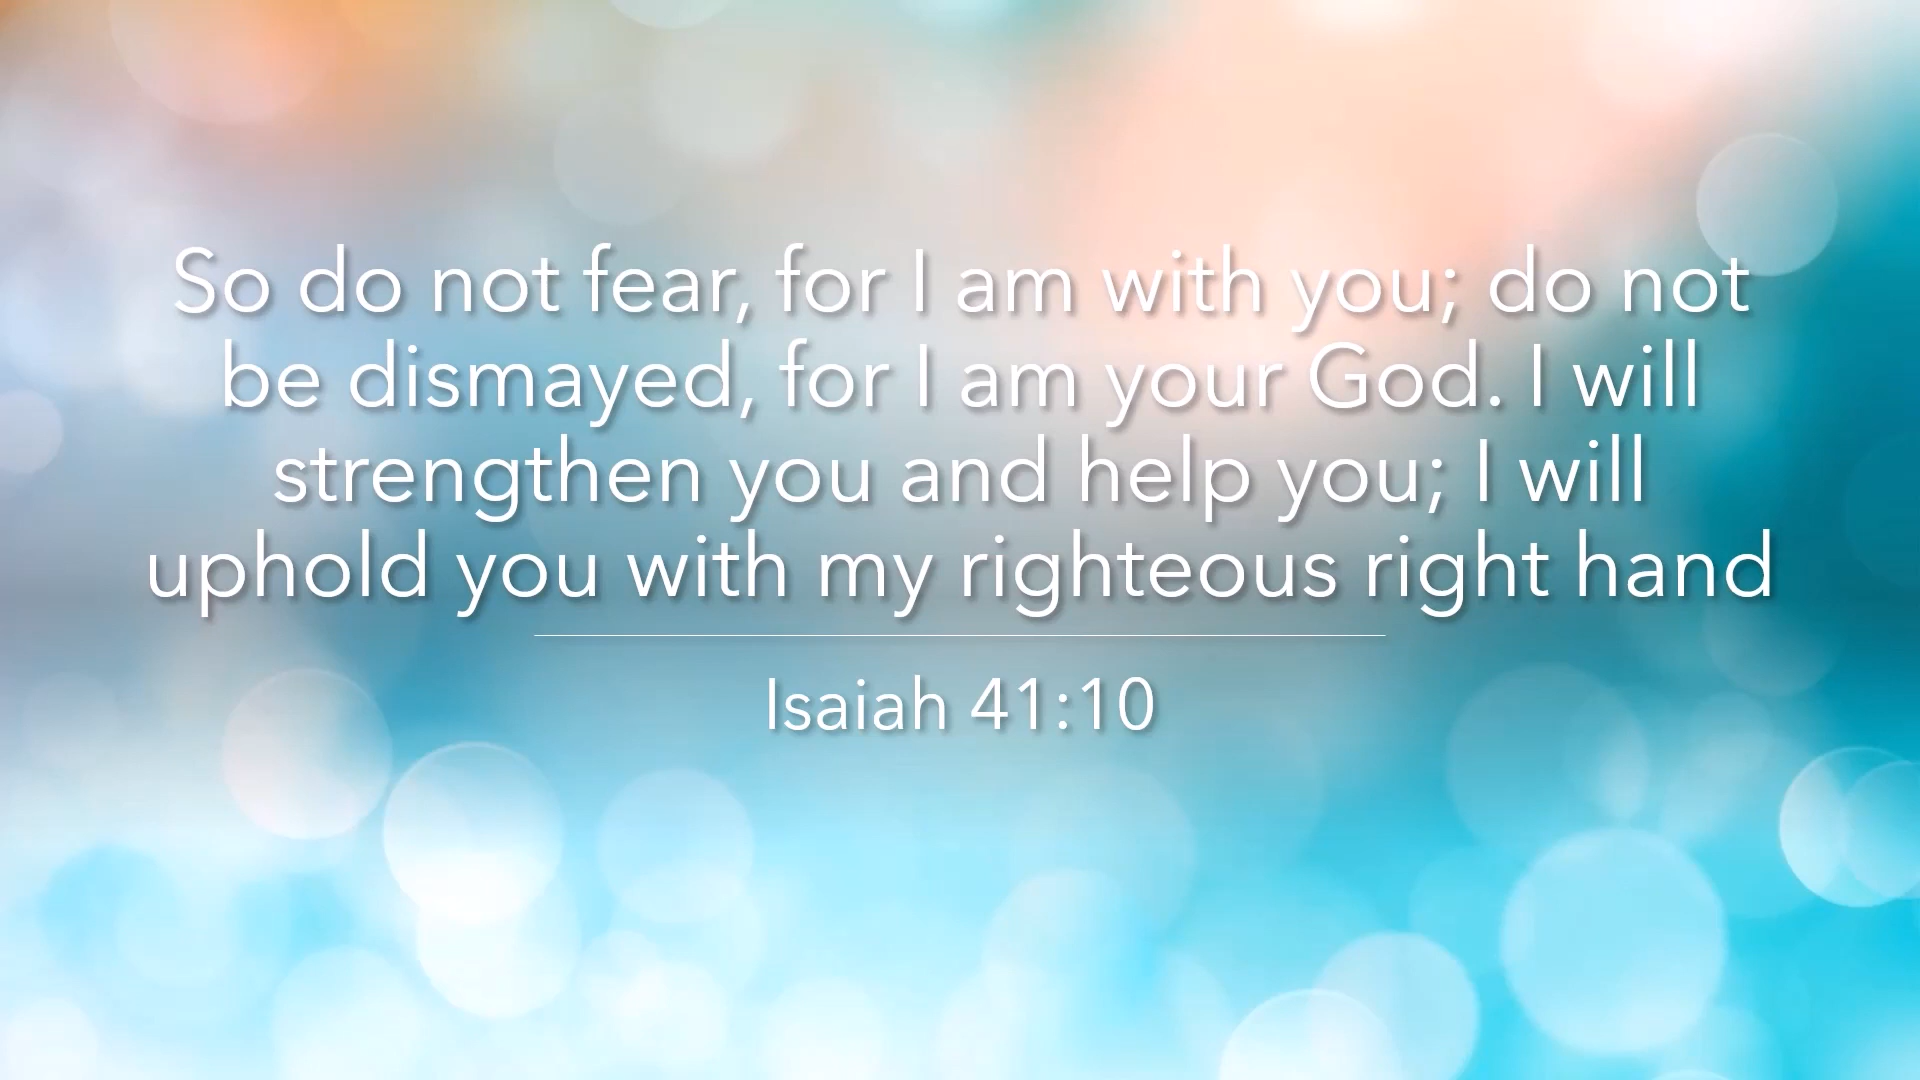 So do not fear, for I am with you; do not
be dismayed, for I am your God. I will
strengthen you and help you; I will
uphold you with my righteous right hand
Isaiah 41:10